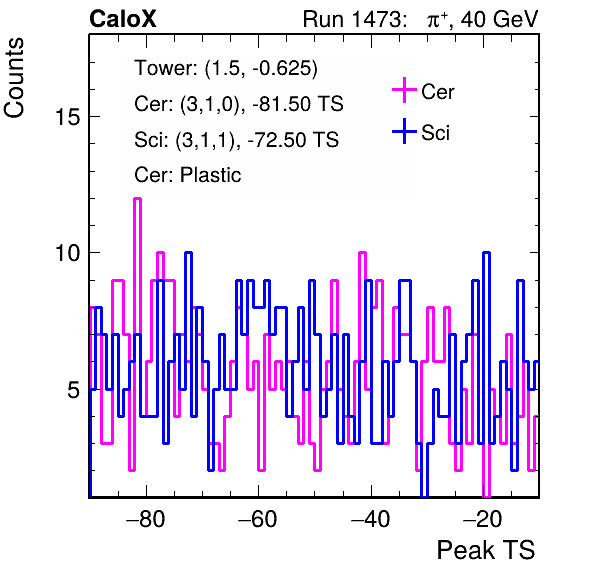 CaloX Run 1473: π⁺, 40 GeV
Counts
Tower: (1.5, -0.625)
Cer: (3,1,0), -81.50 TS
Sci: (3,1,1), -72.50 TS
Cer: Plastic
Cer
Sci
15
10
5
−80 −60 −40 −20
Peak TS